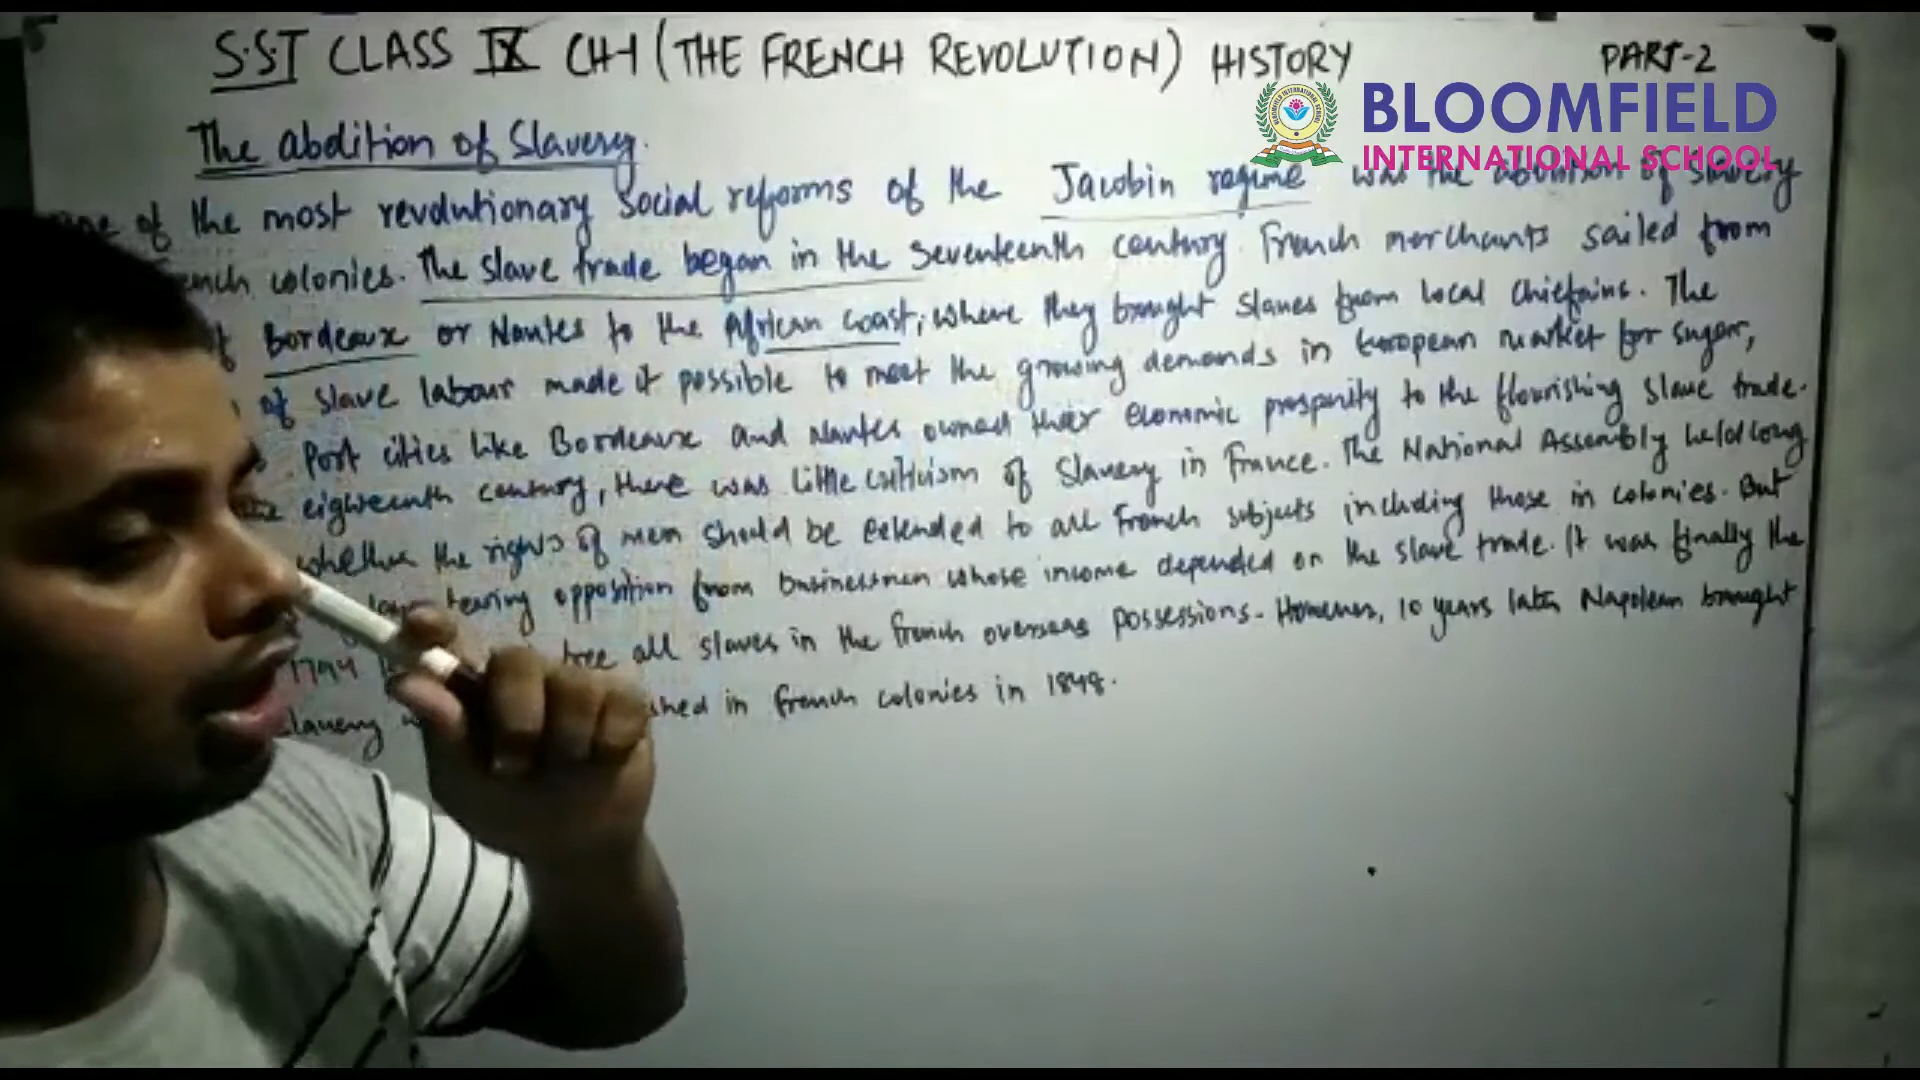 S.S.T CLASS IX CH-1 (THE FRENCH REVOLUTION) HISTORY PART-2
BLOOMFIELD
INTERNATIONAL SCHOOL
The abolition of Slavery.
of the most revolutionary Social reforms of the Jacobin regime was the abolition of slavery
colonies. The slave trade began in the Seventeenth century. French merchants sailed from
Bordeaux or Nantes to the African coast, where they brought slaves from local chieftains. The
of slave labour made it possible to meet the growing demands in European market for sugar,
Port cities like Bordeaux and Nantes owned their economic prosperity to the flourishing slave trade.
eighteenth century, there was little criticism of Slavery in France. The National Assembly held long
whether the rights of men should be extended to all French subjects including those in colonies. But
opposition from businessmen whose income depended on the slave trade. It was finally the
1794 free all slaves in the french overseas possessions. However, 10 years later Napolean brought
Slavery in french colonies in 1848.